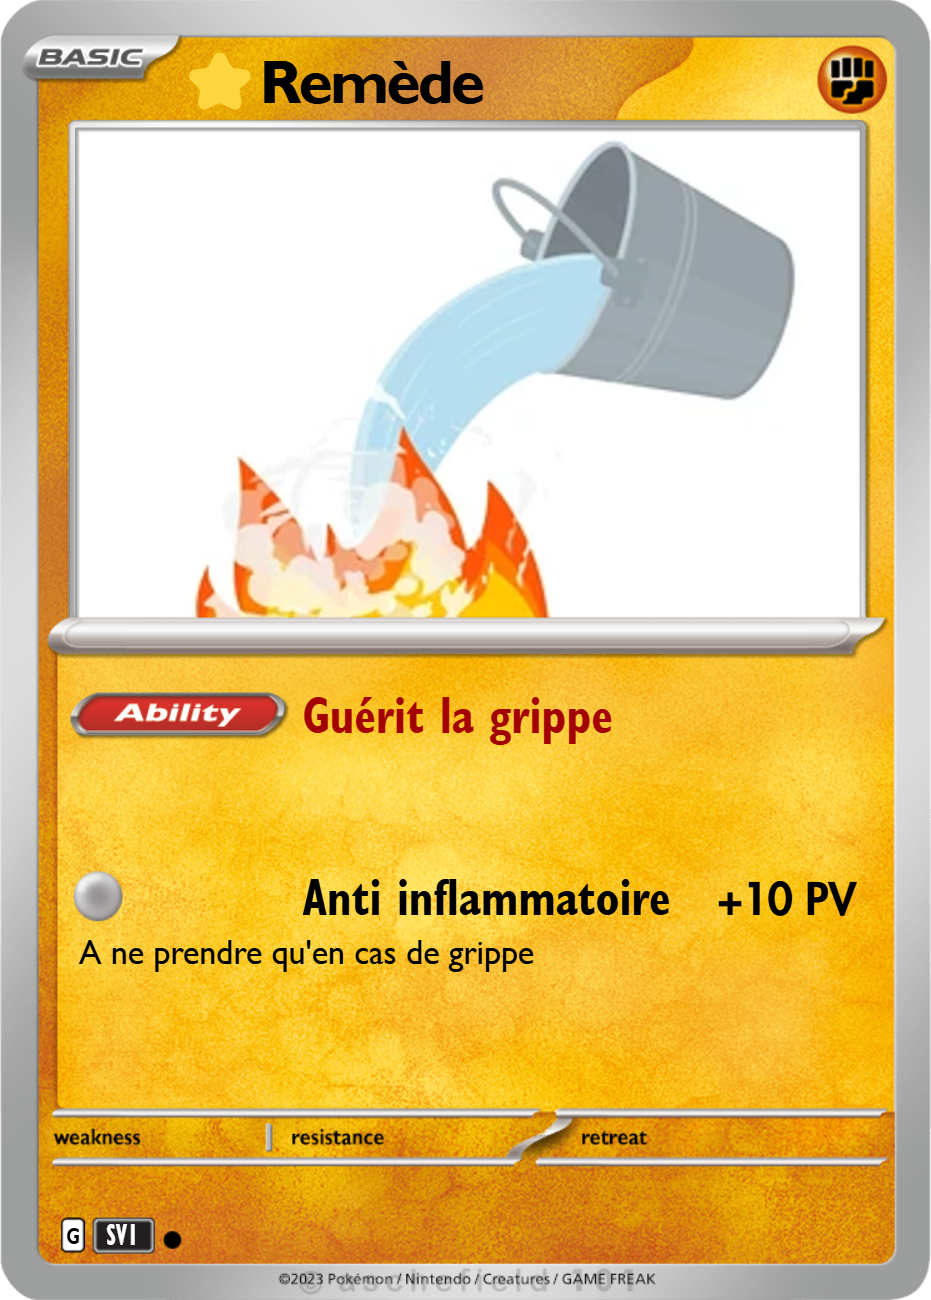 BASIC
Remède
Ability Guérit la grippe
Anti inflammatoire +10 PV
A ne prendre qu'en cas de grippe
weakness resistance retreat
G SVI
©2023 Pokémon / Nintendo / Creatures / GAME FREAK